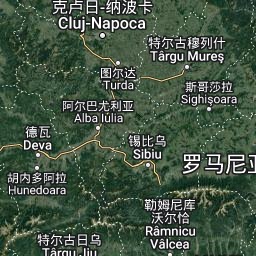 克卢日-纳波卡
Cluj-Napoca
特尔古穆列什
Târgu Mureș
图尔达
Turda
斯哥莎拉
Sighișoara
阿尔巴尤利亚
Alba Iulia
德瓦
Deva
锡比乌
Sibiu
罗马尼亚
胡内多阿拉
Hunedoara
勒姆尼库
沃尔恰
Râmnicu
Vâlcea
特尔古日乌
Târgu Jiu